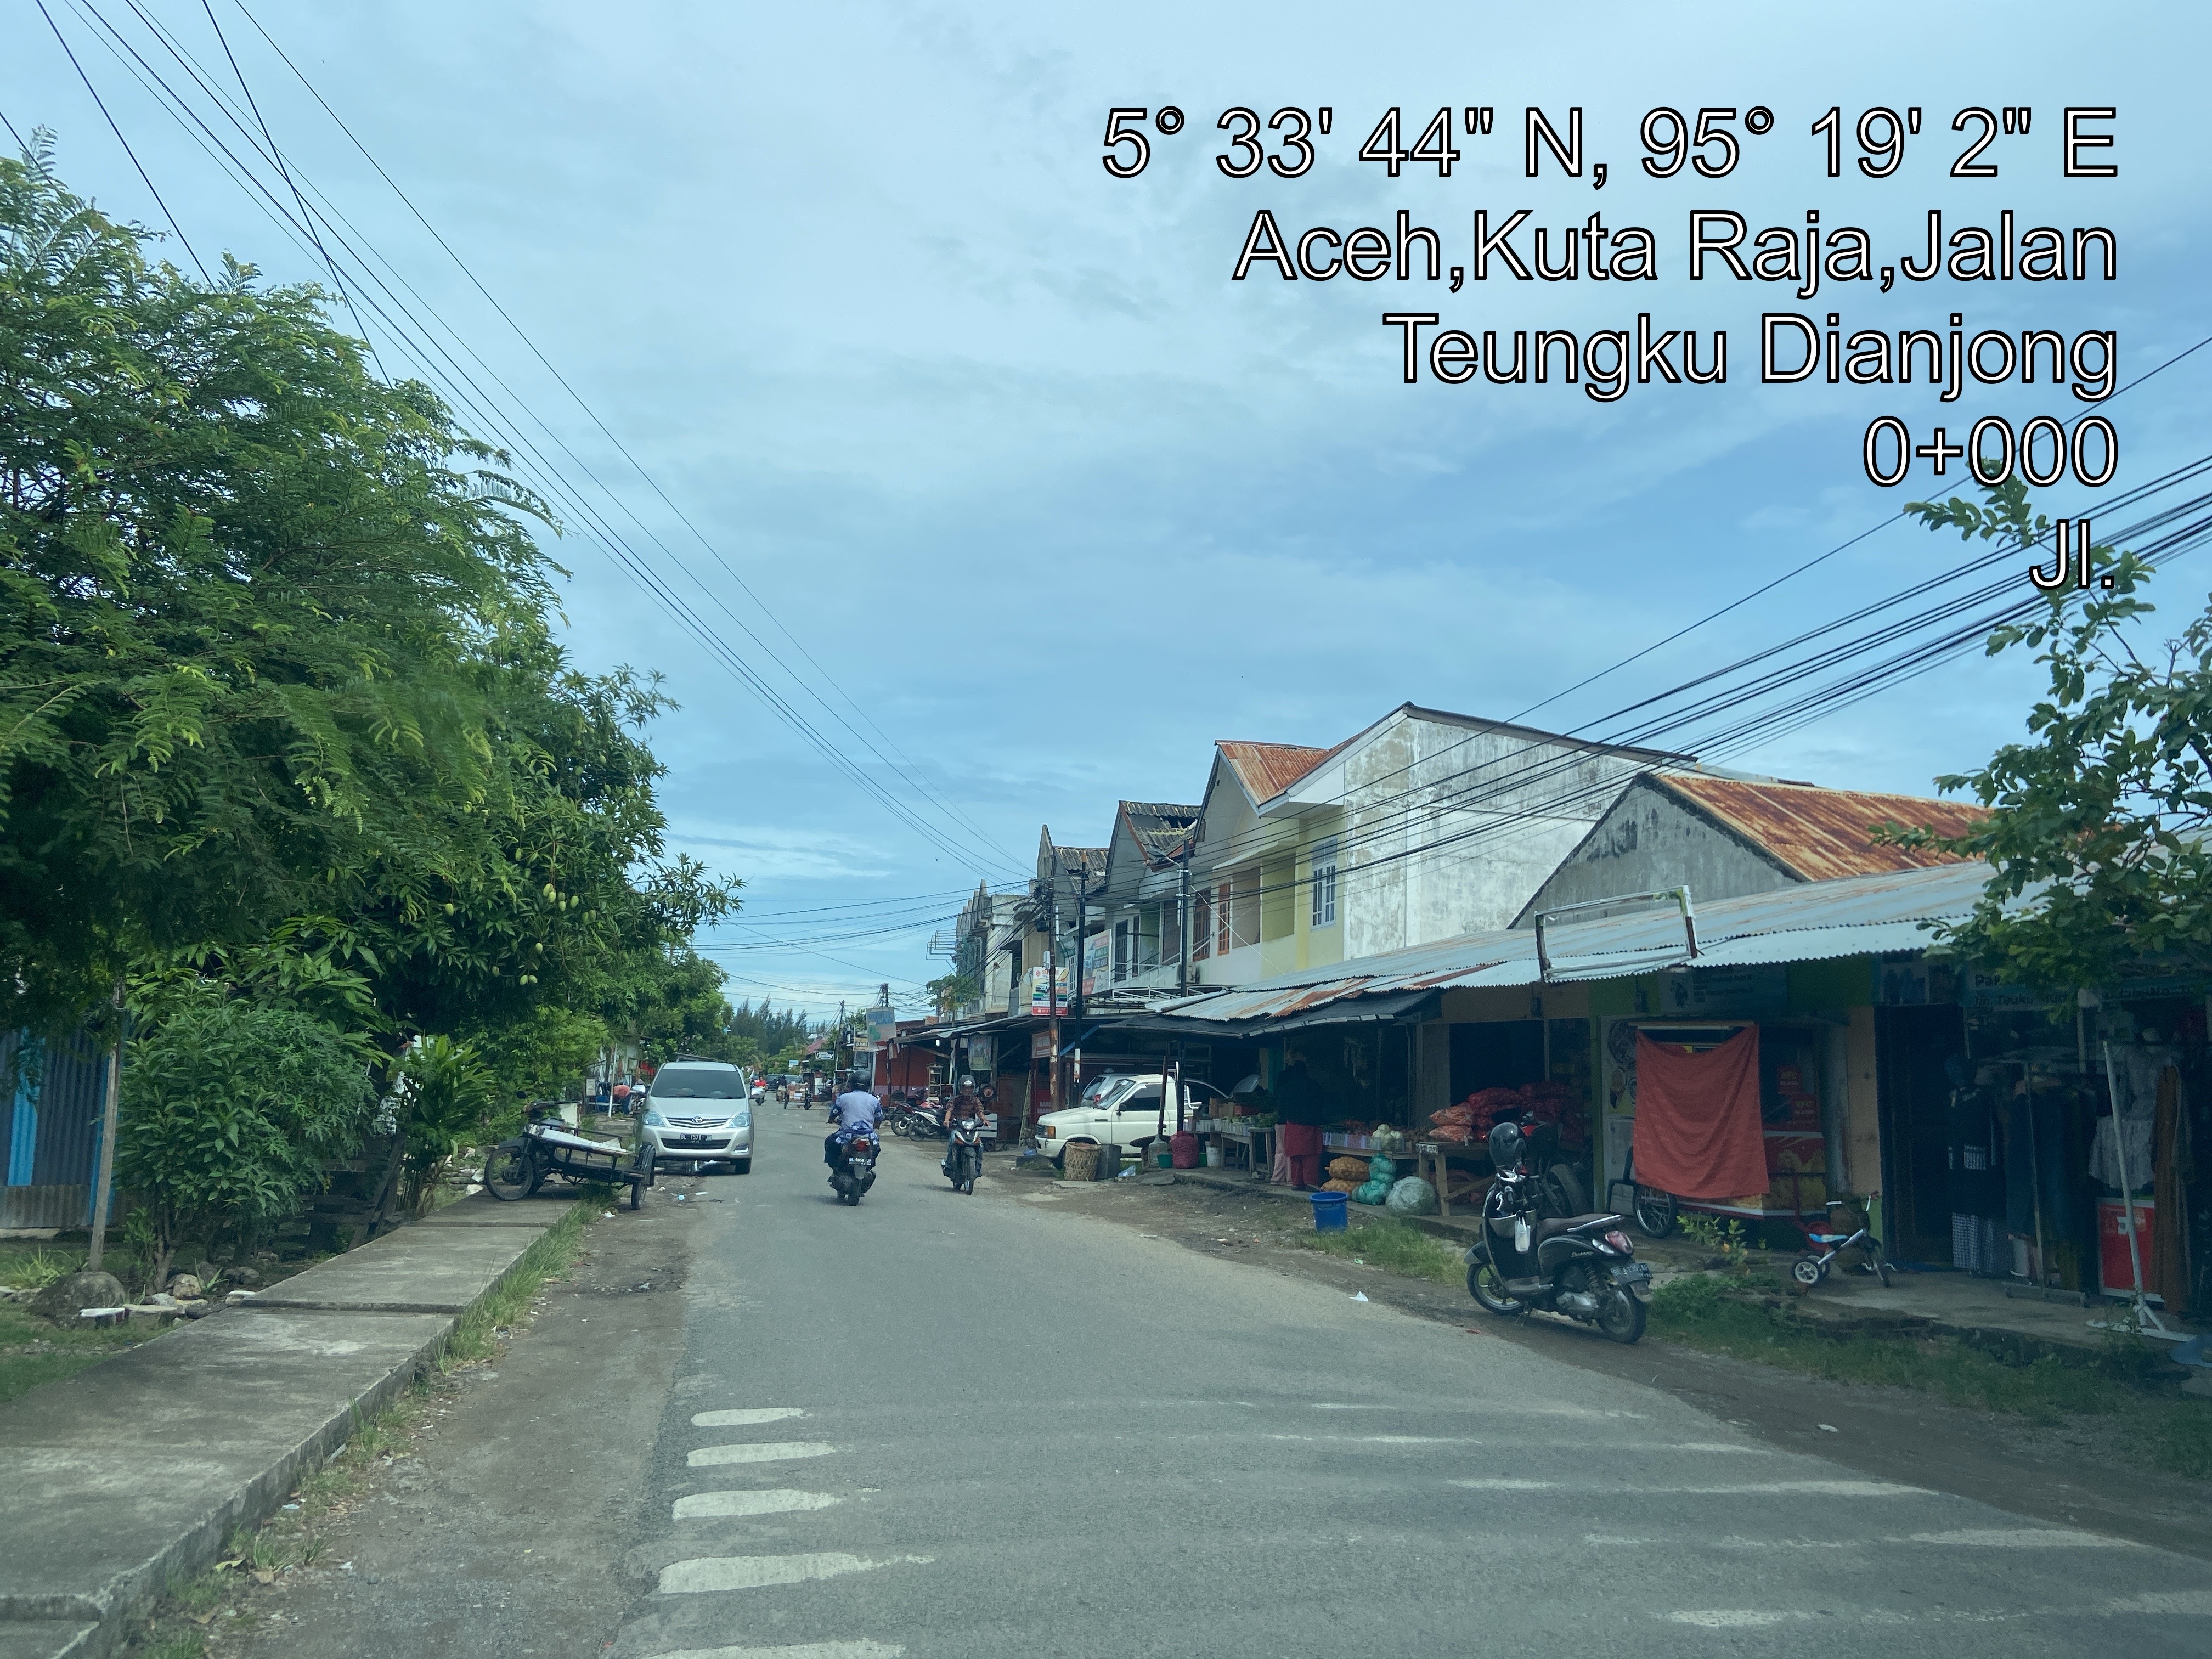 5° 33' 44" N, 95° 19' 2" E
Aceh,Kuta Raja,Jalan
Teungku Dianjong
0+000
Jl.